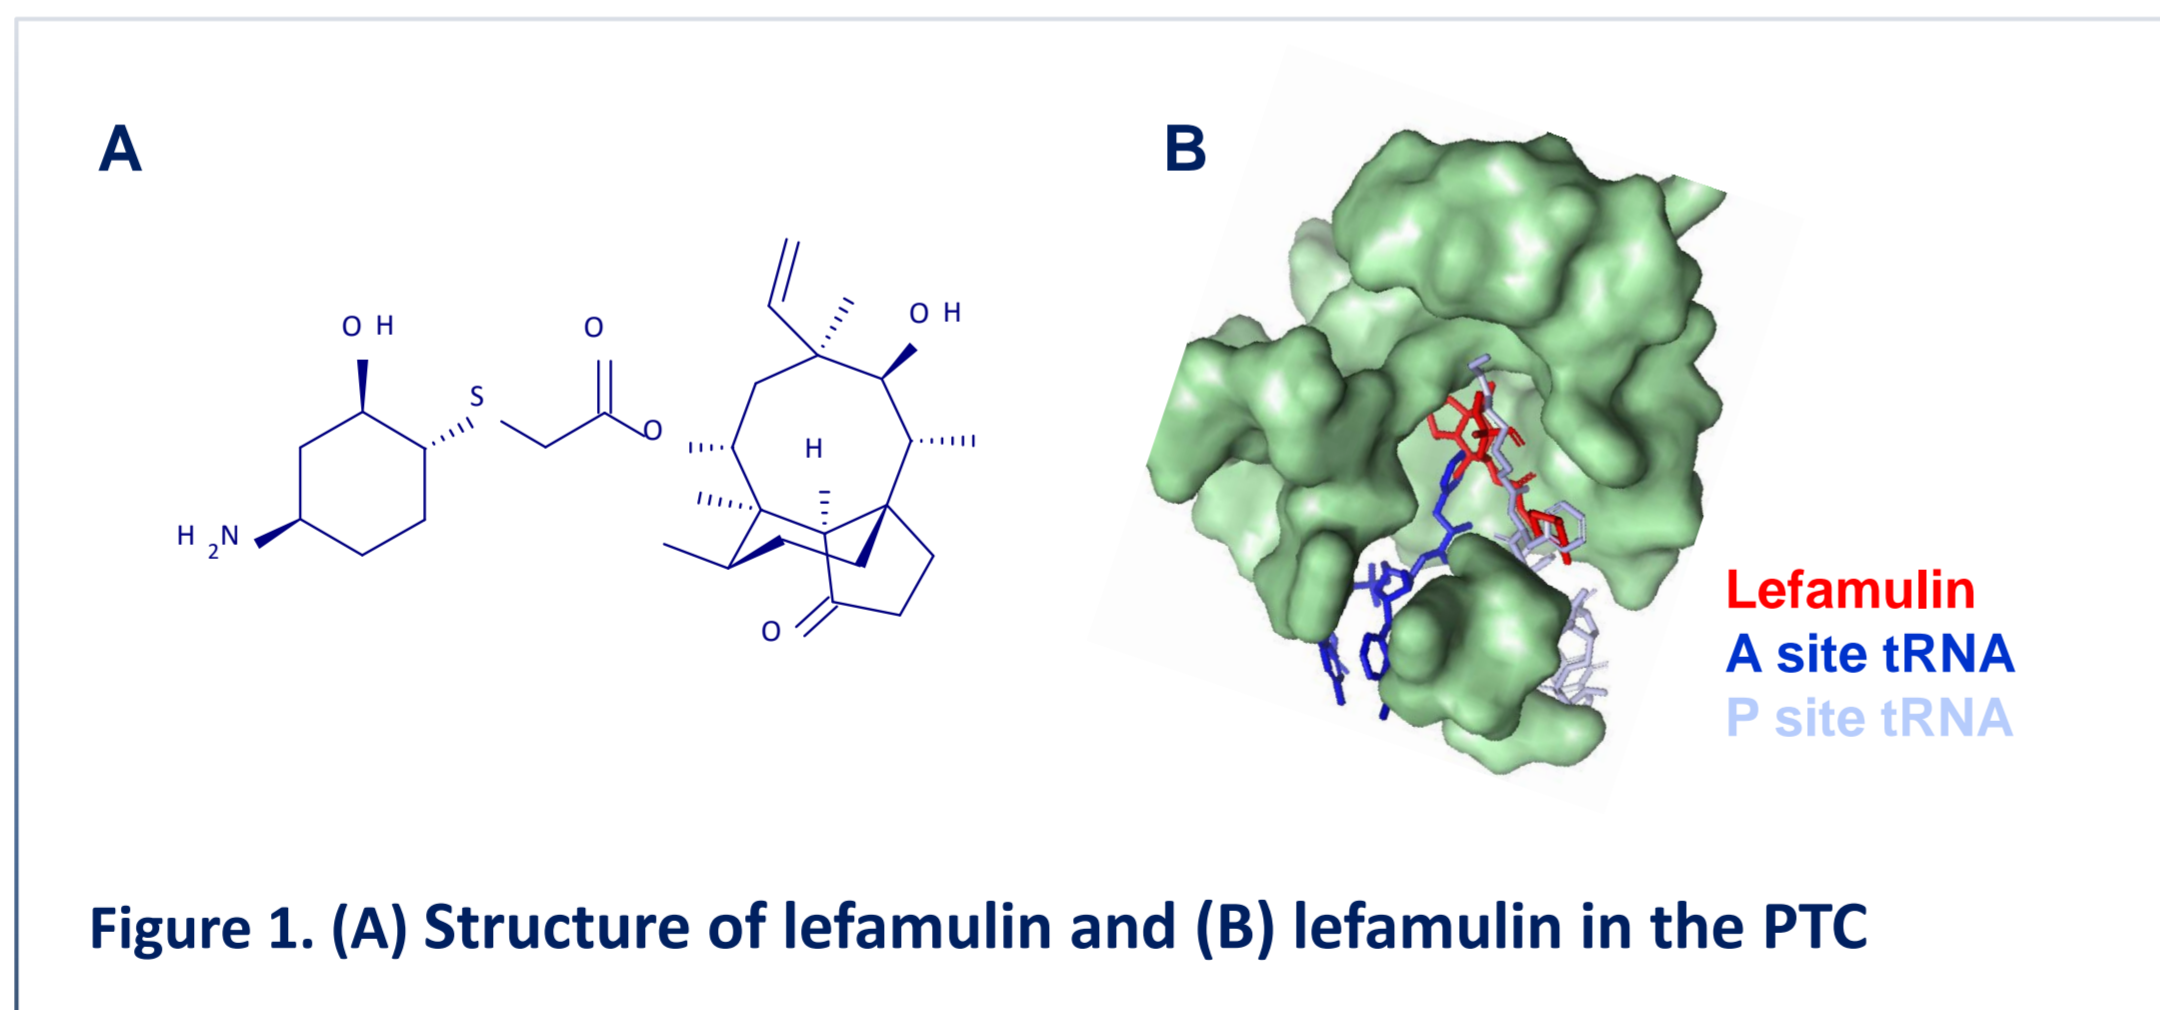 A
B
O H
O H
O
S
O
H
H 2N
O
Lefamulin
A site tRNA
P site tRNA
Figure 1. (A) Structure of lefamulin and (B) lefamulin in the PTC